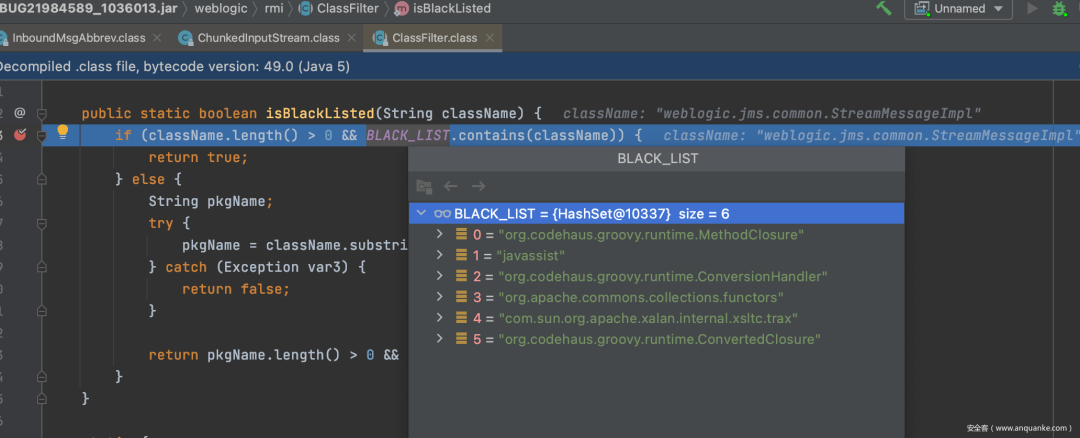 BUG21984589_1036013.jar weblogic rmi ClassFilter isBlackListed Unnamed
InboundMsgAbbrev.class ChunkedInputStream.class ClassFilter.class
Decompiled .class file, bytecode version: 49.0 (Java 5)
public static boolean isBlackListed(String className) { className: "weblogic.jms.common.StreamMessageImpl"
if (className.length() > 0 && BLACK_LIST.contains(className)) { className: "weblogic.jms.common.StreamMessageImpl"
return true;
} else {
String pkgName;
try {
pkgName = className.substri
} catch (Exception var3) {
return false;
}
return pkgName.length() > 0 &&
}
}
BLACK_LIST
BLACK_LIST = {HashSet@10337} size = 6
0 = "org.codehaus.groovy.runtime.MethodClosure"
1 = "javassist"
2 = "org.codehaus.groovy.runtime.ConversionHandler"
3 = "org.apache.commons.collections.functors"
4 = "com.sun.org.apache.xalan.internal.xsltc.trax"
5 = "org.codehaus.groovy.runtime.ConvertedClosure"
安全客（www.anquanke.com）